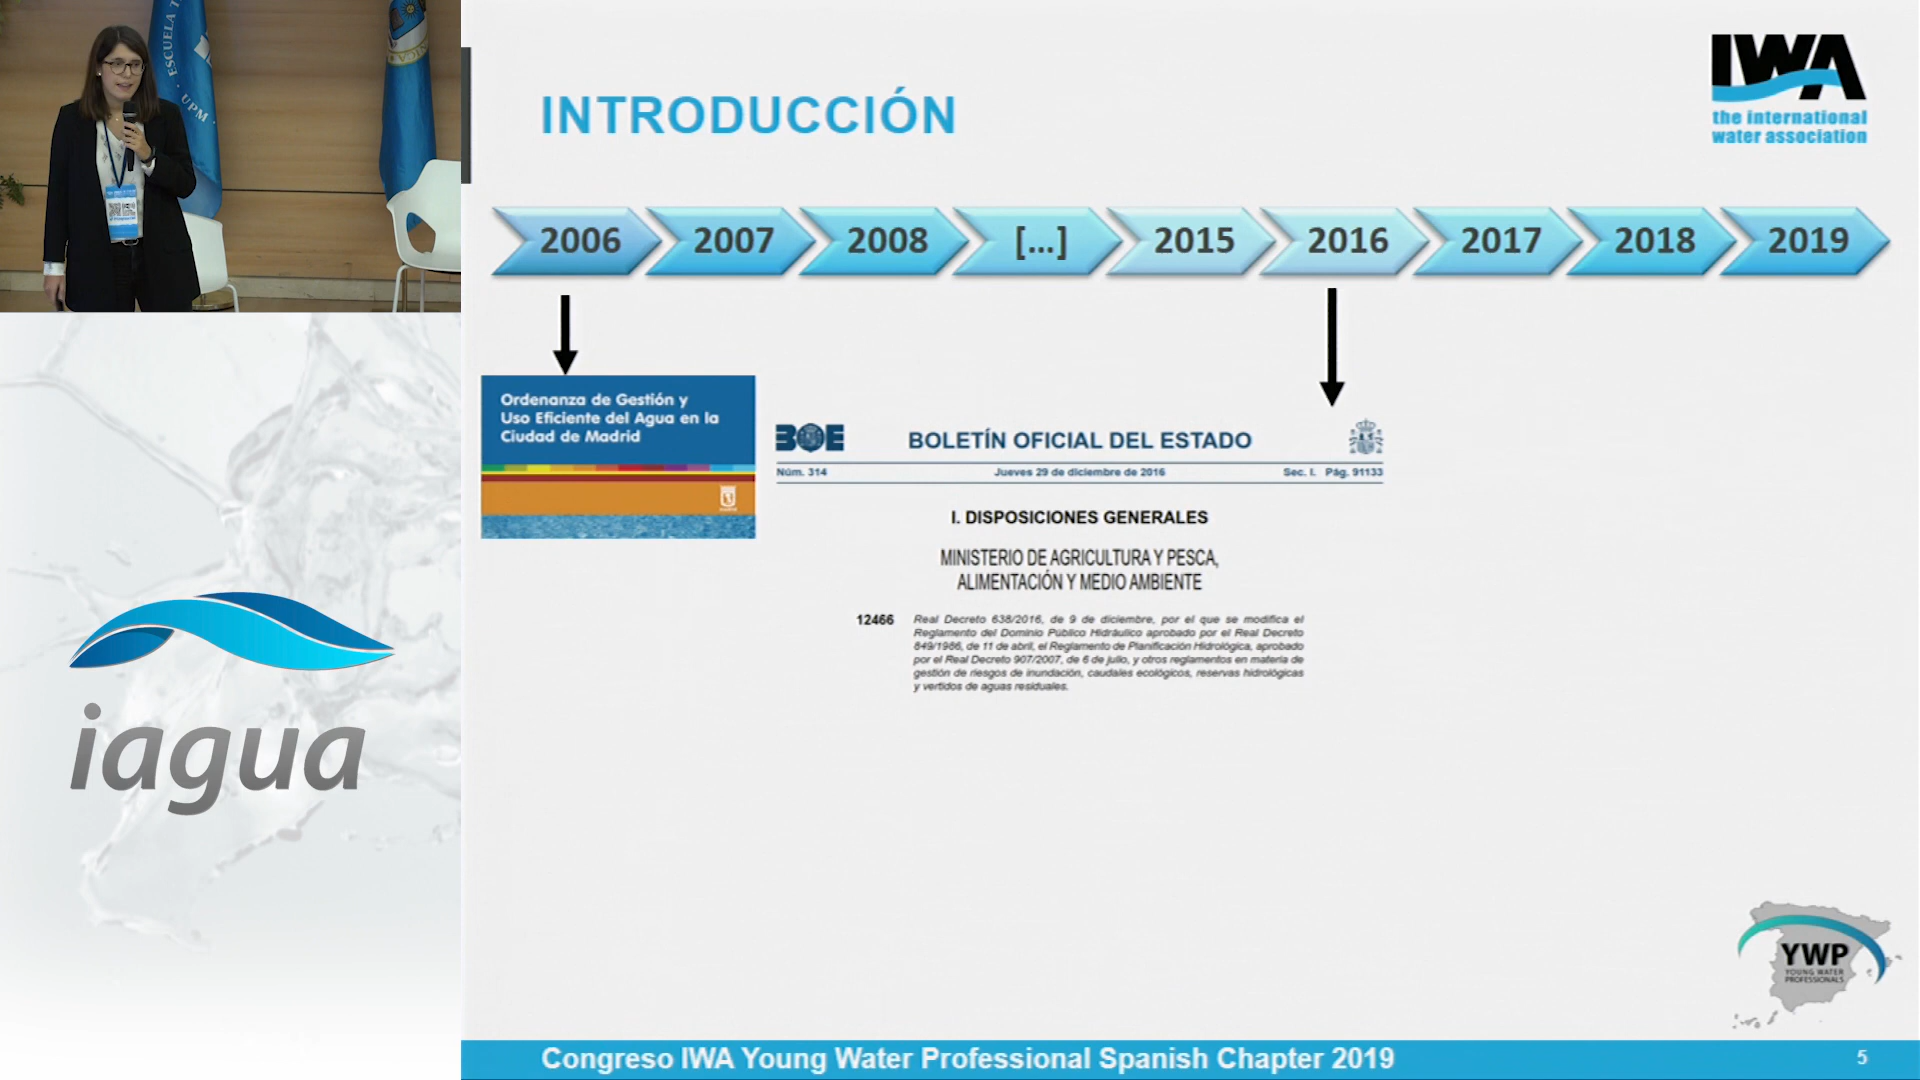 ESCUELA T
UPM
INTRODUCCIÓN
IWA
the international
water association
2006 2007 2008 [...] 2015 2016 2017 2018 2019
Ordenanza de Gestión y
Uso Eficiente del Agua en la
Ciudad de Madrid
BOE BOLETÍN OFICIAL DEL ESTADO
Núm. 314 Jueves 29 de diciembre de 2016 Sec. I. Pág. 91133
I. DISPOSICIONES GENERALES
MINISTERIO DE AGRICULTURA Y PESCA,
ALIMENTACIÓN Y MEDIO AMBIENTE
12466 Real Decreto 638/2016, de 9 de diciembre, por el que se modifica el
Reglamento del Dominio Público Hidráulico aprobado por el Real Decreto
849/1986, de 11 de abril, el Reglamento de Planificación Hidrológica, aprobado
por el Real Decreto 907/2007, de 6 de julio, y otros reglamentos en materia de
gestión de riesgos de inundación, caudales ecológicos, reservas hidrológicas
y vertidos de aguas residuales.
iagua
YWP
YOUNG WATER
PROFESSIONALS
Congreso IWA Young Water Professional Spanish Chapter 2019
5